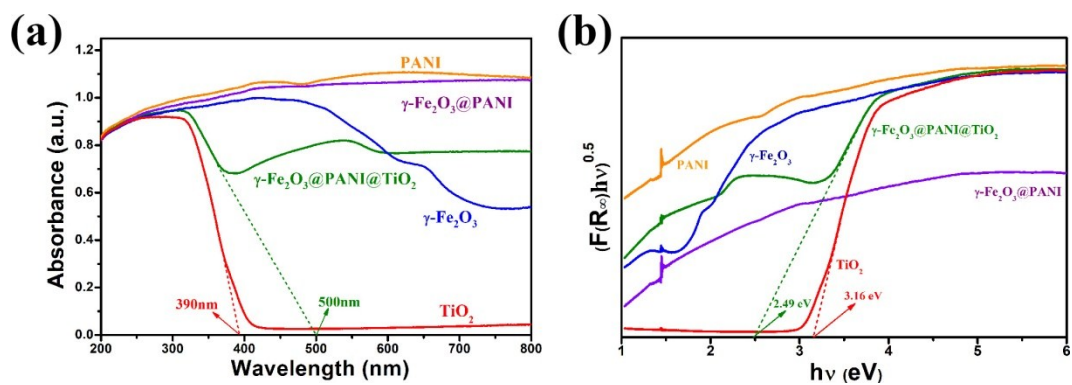 (a)
Absorbance (a.u.)
1.2
1.0
0.8
0.6
0.4
0.2
0.0
PANI
γ-Fe₂O₃@PANI
γ-Fe₂O₃@PANI@TiO₂
γ-Fe₂O₃
390nm
500nm
TiO₂
200 300 400 500 600 700 800
Wavelength (nm)
(b)
(F(R∞)hν)^0.5
PANI
γ-Fe₂O₃
γ-Fe₂O₃@PANI@TiO₂
γ-Fe₂O₃@PANI
TiO₂
2.49 eV
3.16 eV
1 2 3 4 5 6
hν (eV)